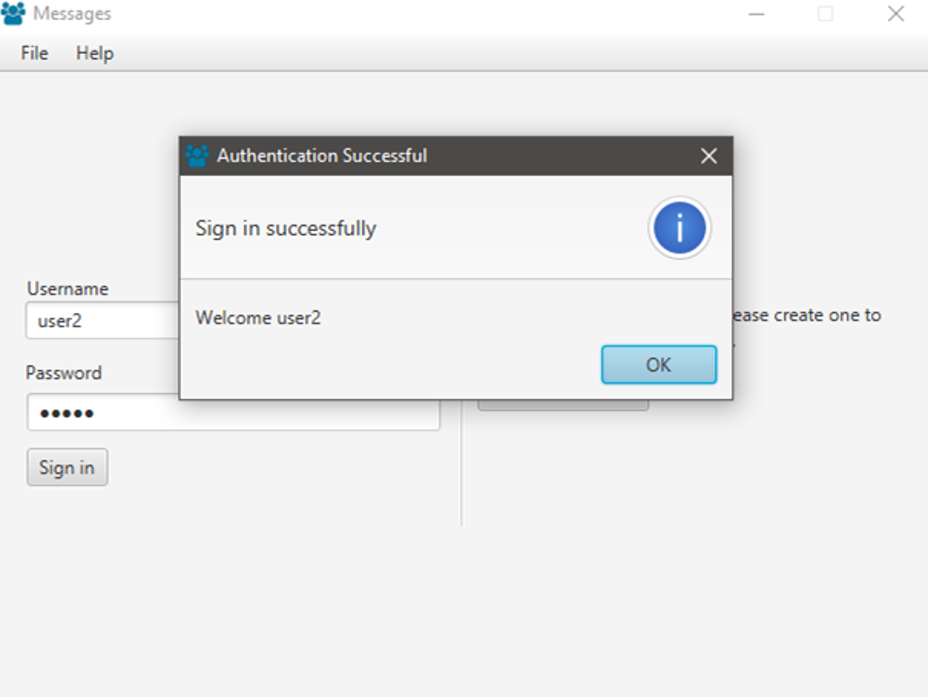 Messages
File Help
Authentication Successful
Sign in successfully
Welcome user2
OK
Username
user2
Password
Sign in
create one to